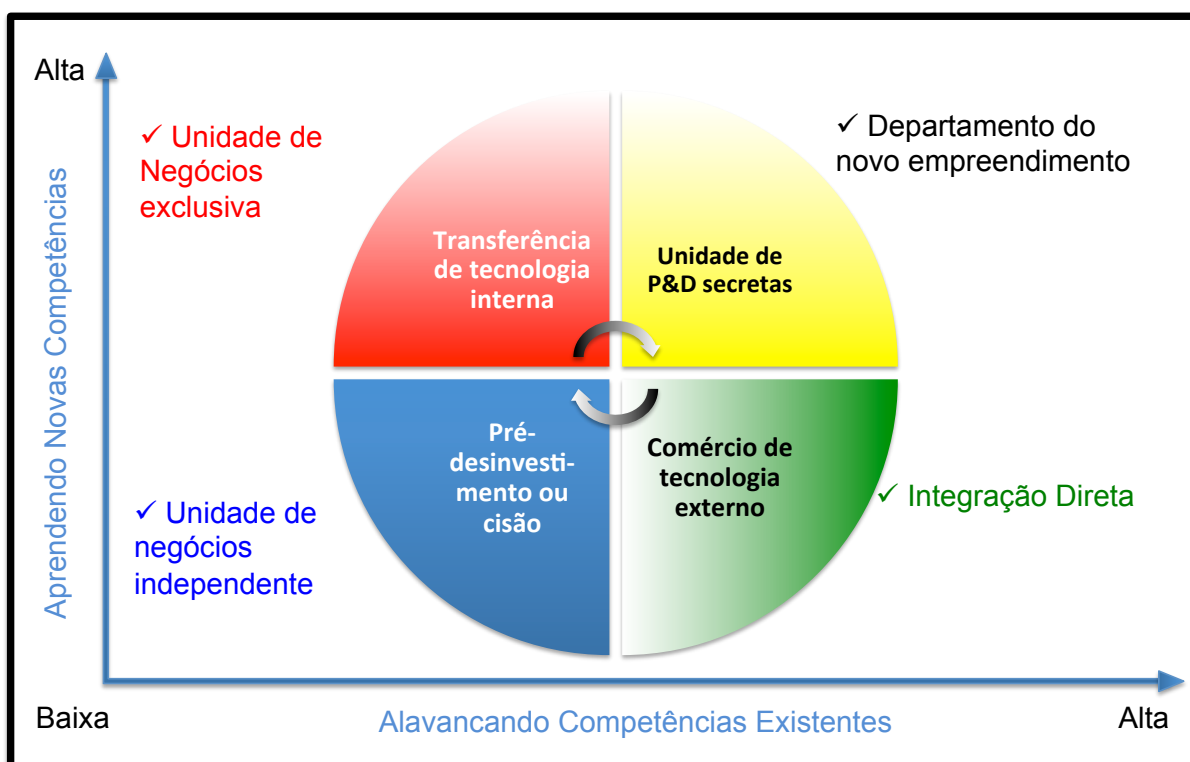 Alta
✓ Unidade de
Negócios
exclusiva
✓ Departamento do
novo empreendimento
Transferência
de tecnologia
interna
Unidade de
P&D secretas
Aprendendo Novas Competências
Pré-
desinvesti-
mento ou
cisão
Comércio de
tecnologia
externo
✓ Unidade de
negócios
independente
✓ Integração Direta
Baixa
Alavancando Competências Existentes
Alta